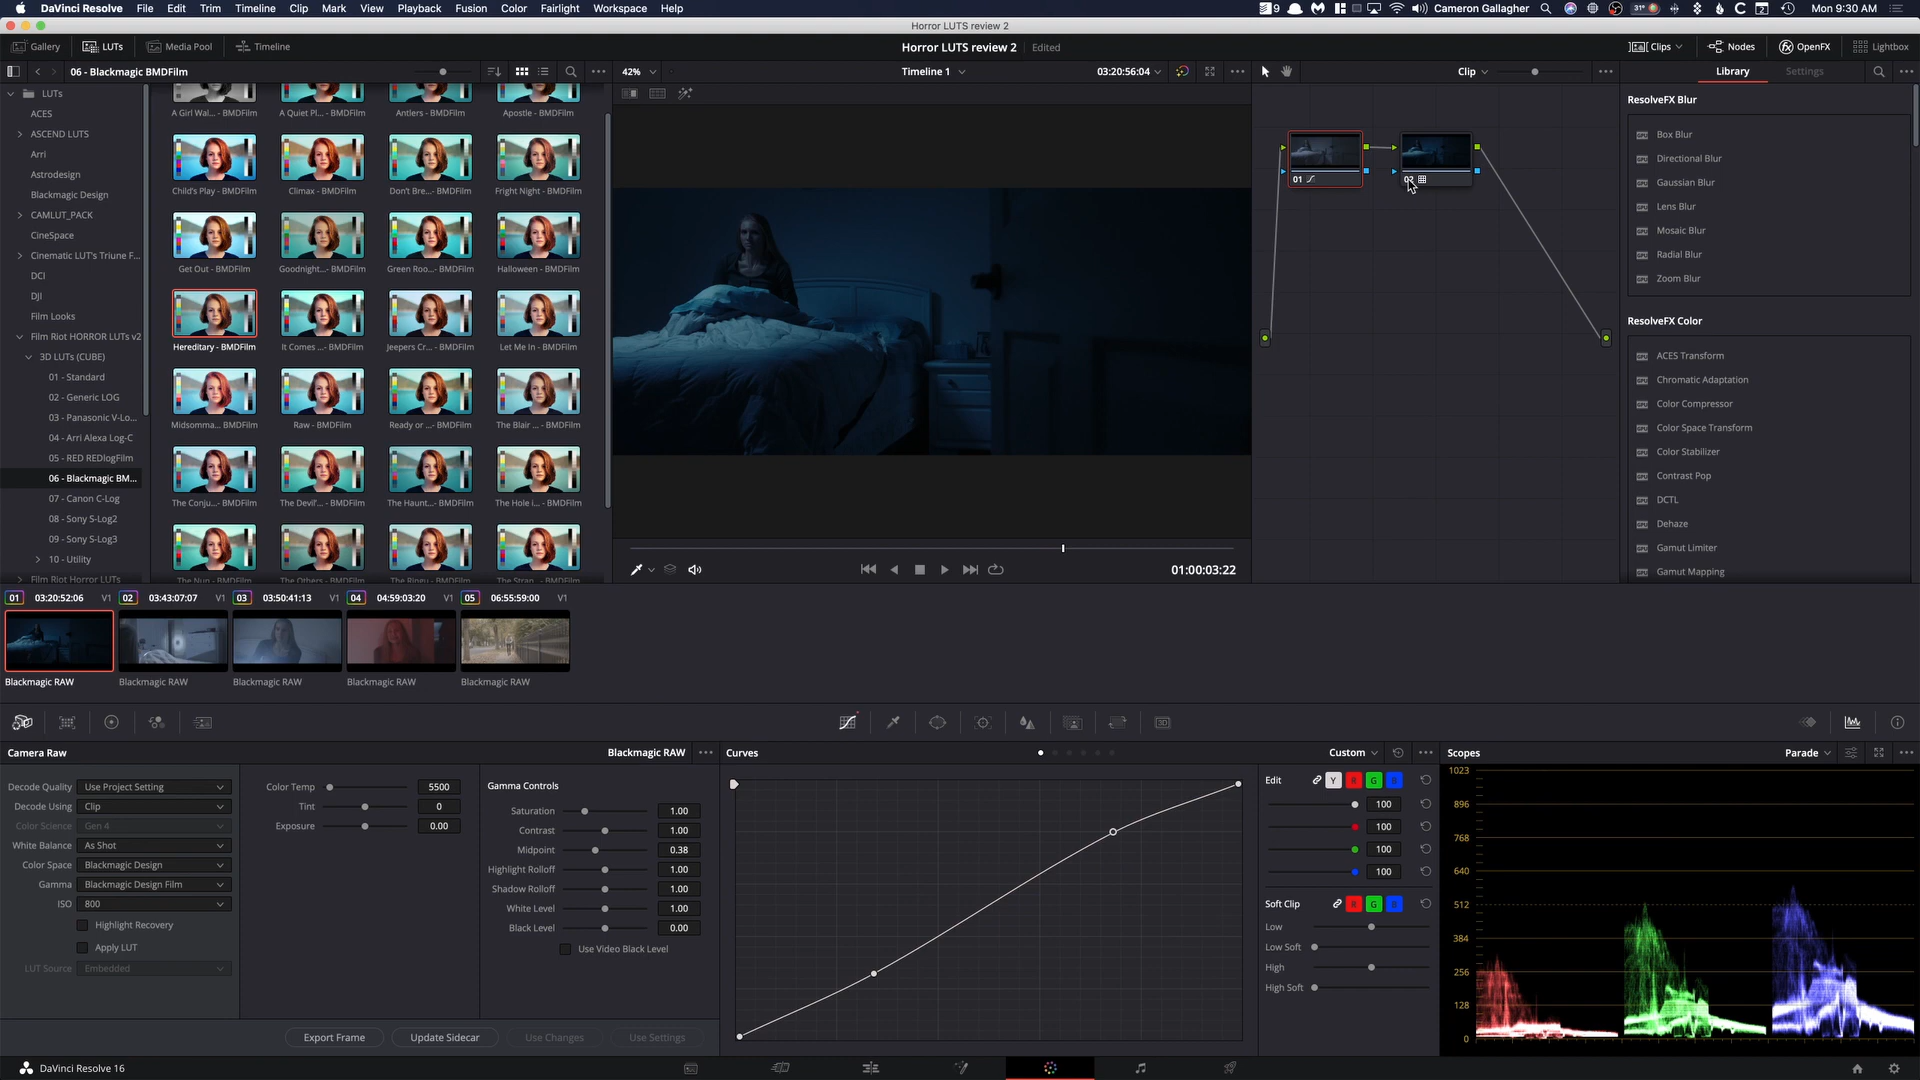 DaVinci Resolve File Edit Trim Timeline Clip Mark View Playback Fusion Color Fairlight Workspace Help
9 31° 2 Cameron Gallagher Mon 9:30 AM
Horror LUTS review 2
Gallery LUTs Media Pool Timeline Horror LUTS review 2 Edited Clips Nodes OpenFX Lightbox
06 - Blackmagic BMDFilm 42% Timeline 1 03:20:56:04 Clip Library Settings
LUTs
ACES
ASCEND LUTS
Arri
Astrodesign
Blackmagic Design
CAMLUT_PACK
CineSpace
Cinematic LUT's Triune F...
DCI
DJI
Film Looks
Film Riot HORROR LUTs v2
3D LUTs (CUBE)
01 - Standard
02 - Generic LOG
03 - Panasonic V-Lo...
04 - Arri Alexa Log-C
05 - RED REDlogFilm
06 - Blackmagic BM...
07 - Canon C-Log
08 - Sony S-Log2
09 - Sony S-Log3
10 - Utility
Film Riot Horror LUTs
A Girl Wal... - BMDFilm A Quiet Pl... - BMDFilm Antlers - BMDFilm Apostle - BMDFilm
Child's Play - BMDFilm Climax - BMDFilm Don't Bre... - BMDFilm Fright Night - BMDFilm
Get Out - BMDFilm Goodnight...- BMDFilm Green Roo...- BMDFilm Halloween - BMDFilm
Hereditary - BMDFilm It Comes ...- BMDFilm Jeepers Cr... - BMDFilm Let Me In - BMDFilm
Midsomma... BMDFilm Raw - BMDFilm Ready or ...- BMDFilm The Blair ... - BMDFilm
The Conju...- BMDFilm The Devil'... - BMDFilm The Haunt... - BMDFilm The Hole i... - BMDFilm
The Nun - BMDFilm The Others - BMDFilm The Ringu - BMDFilm The Stran... - BMDFilm
01:00:03:22
01
02
ResolveFX Blur
Box Blur
Directional Blur
Gaussian Blur
Lens Blur
Mosaic Blur
Radial Blur
Zoom Blur
ResolveFX Color
ACES Transform
Chromatic Adaptation
Color Compressor
Color Space Transform
Color Stabilizer
Contrast Pop
DCTL
Dehaze
Gamut Limiter
Gamut Mapping
01 03:20:52:06 V1 02 03:43:07:07 V1 03 03:50:41:13 V1 04 04:59:03:20 V1 05 06:55:59:00 V1
Blackmagic RAW Blackmagic RAW Blackmagic RAW Blackmagic RAW Blackmagic RAW
Camera Raw Blackmagic RAW
Decode Quality Use Project Setting
Decode Using Clip
Color Science Gen 4
White Balance As Shot
Color Space Blackmagic Design
Gamma Blackmagic Design Film
ISO 800
Highlight Recovery
Apply LUT
LUT Source Embedded
Color Temp 5500
Tint 0
Exposure 0.00
Gamma Controls
Saturation 1.00
Contrast 1.00
Midpoint 0.38
Highlight Rolloff 1.00
Shadow Rolloff 1.00
White Level 1.00
Black Level 0.00
Use Video Black Level
Export Frame Update Sidecar Use Changes Use Settings
Curves Custom
Edit Y R G B
100
100
100
100
Soft Clip R G B
Low
Low Soft
High
High Soft
Scopes Parade
1023
896
768
640
512
384
256
128
0
DaVinci Resolve 16